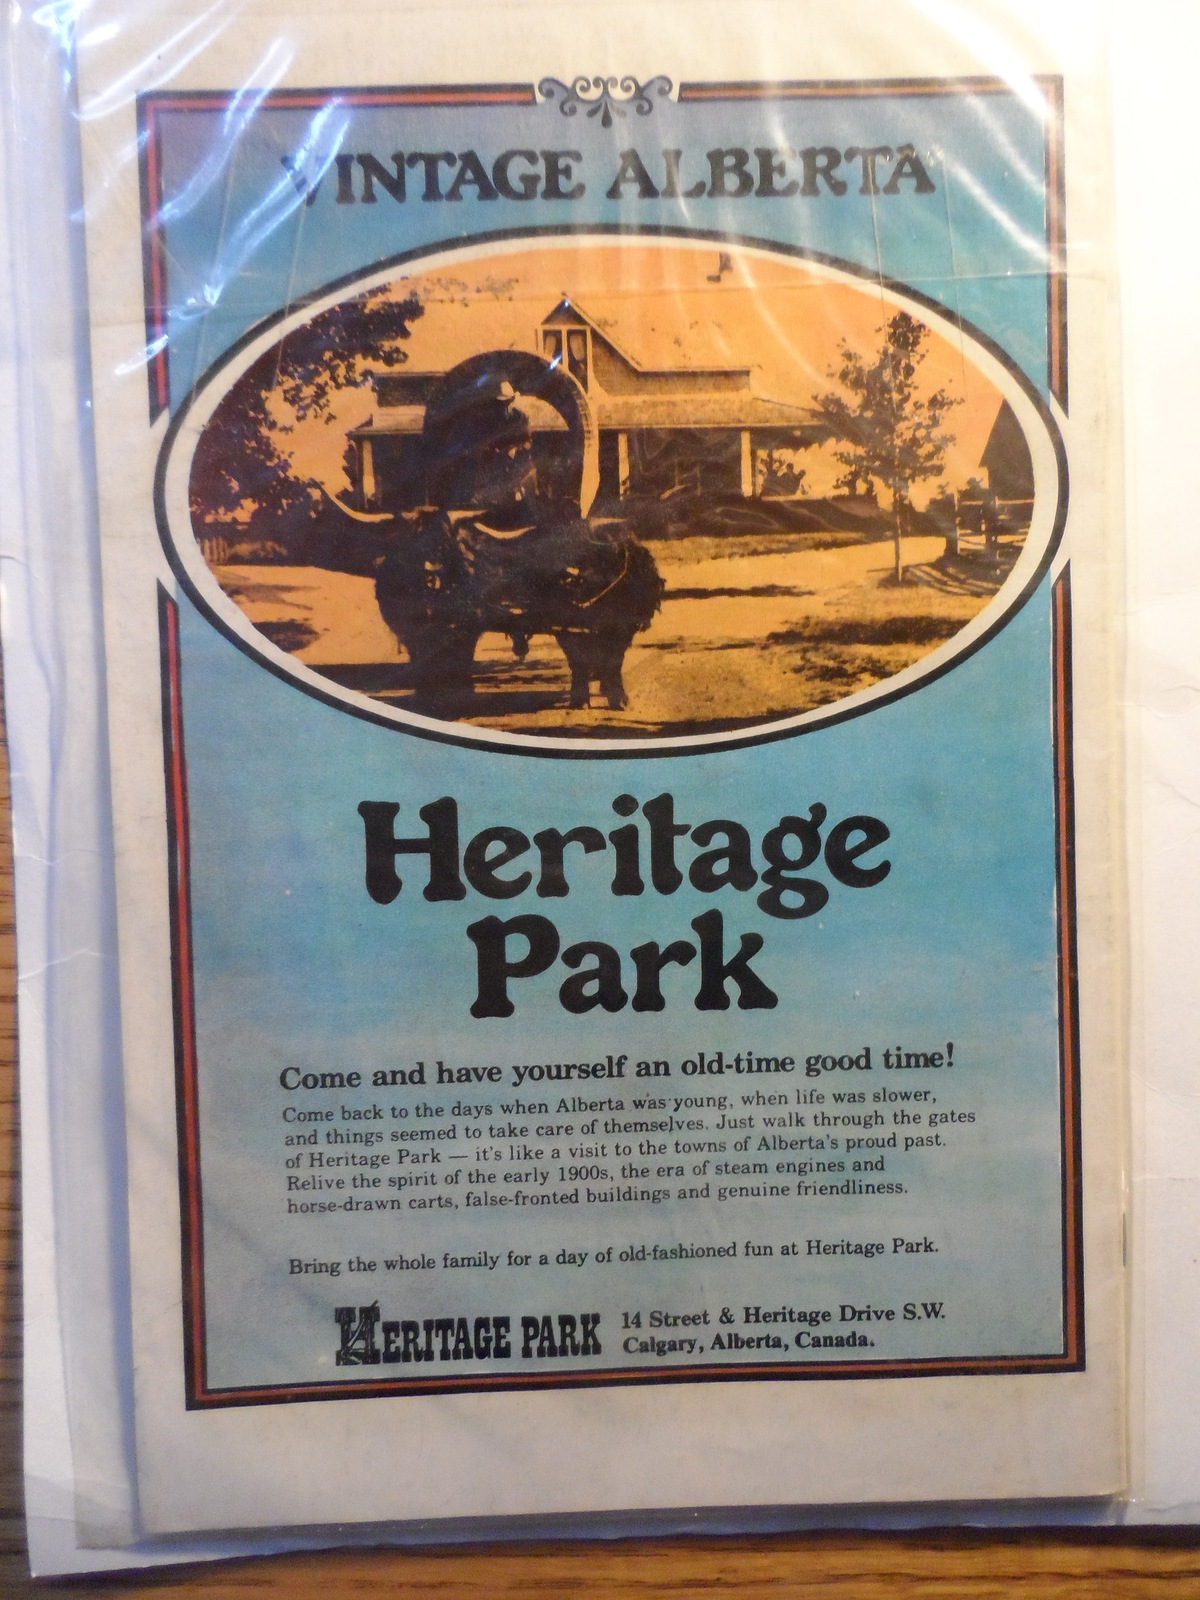 VINTAGE ALBERTA
Heritage
Park
Come and have yourself an old-time good time!
Come back to the days when Alberta was young, when life was slower,
and things seemed to take care of themselves. Just walk through the gates
of Heritage Park — it's like a visit to the towns of Alberta's proud past.
Relive the spirit of the early 1900s, the era of steam engines and
horse-drawn carts, false-fronted buildings and genuine friendliness.
Bring the whole family for a day of old-fashioned fun at Heritage Park.
HERITAGE PARK
14 Street & Heritage Drive S.W.
Calgary, Alberta, Canada.